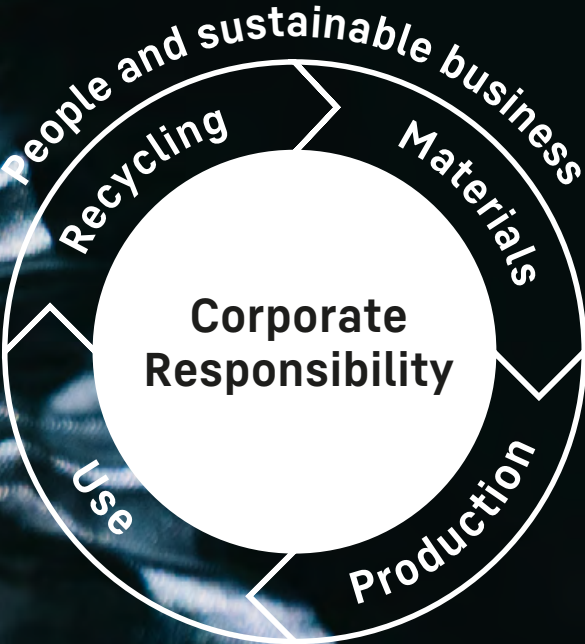 People and sustainable business
Recycling
Materials
Corporate
Responsibility
Use
Production